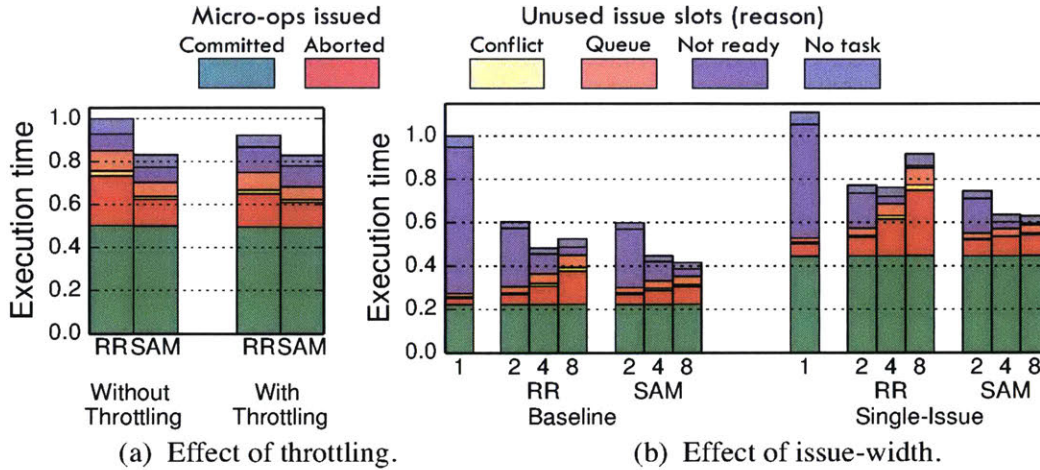 Micro-ops issued
Unused issue slots (reason)
Committed Aborted
Conflict Queue Not ready No task
Execution time
1.0
0.8
0.6
0.4
0.2
0.0
RR SAM RR SAM
Without Throttling
With Throttling
(a) Effect of throttling.
Execution time
1.0
0.8
0.6
0.4
0.2
0.0
1 2 4 8 2 4 8 1 2 4 8 2 4 8
RR SAM RR SAM
Baseline Single-Issue
(b) Effect of issue-width.